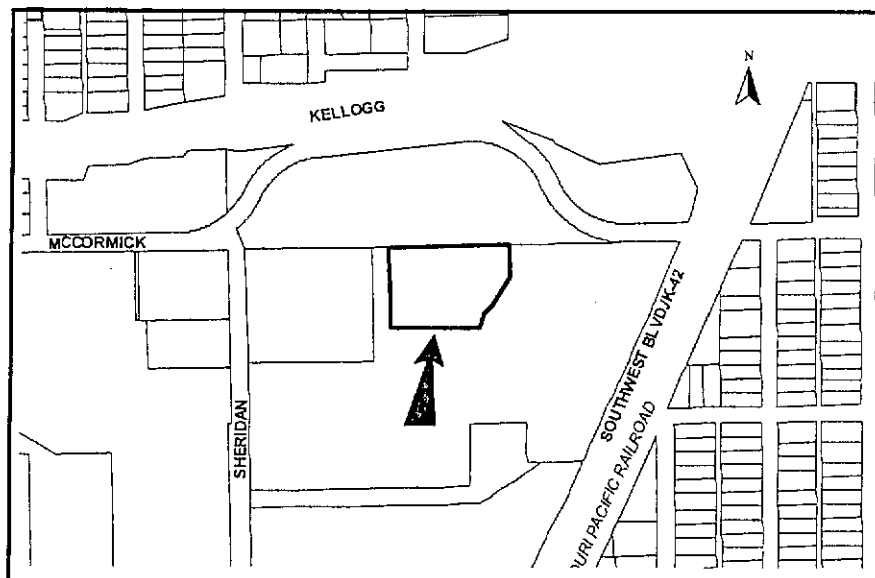 N
KELLOGG
MCCORMICK
SHERIDAN
SOUTHWEST BLVD/K-42
OURI PACIFIC RAILROAD